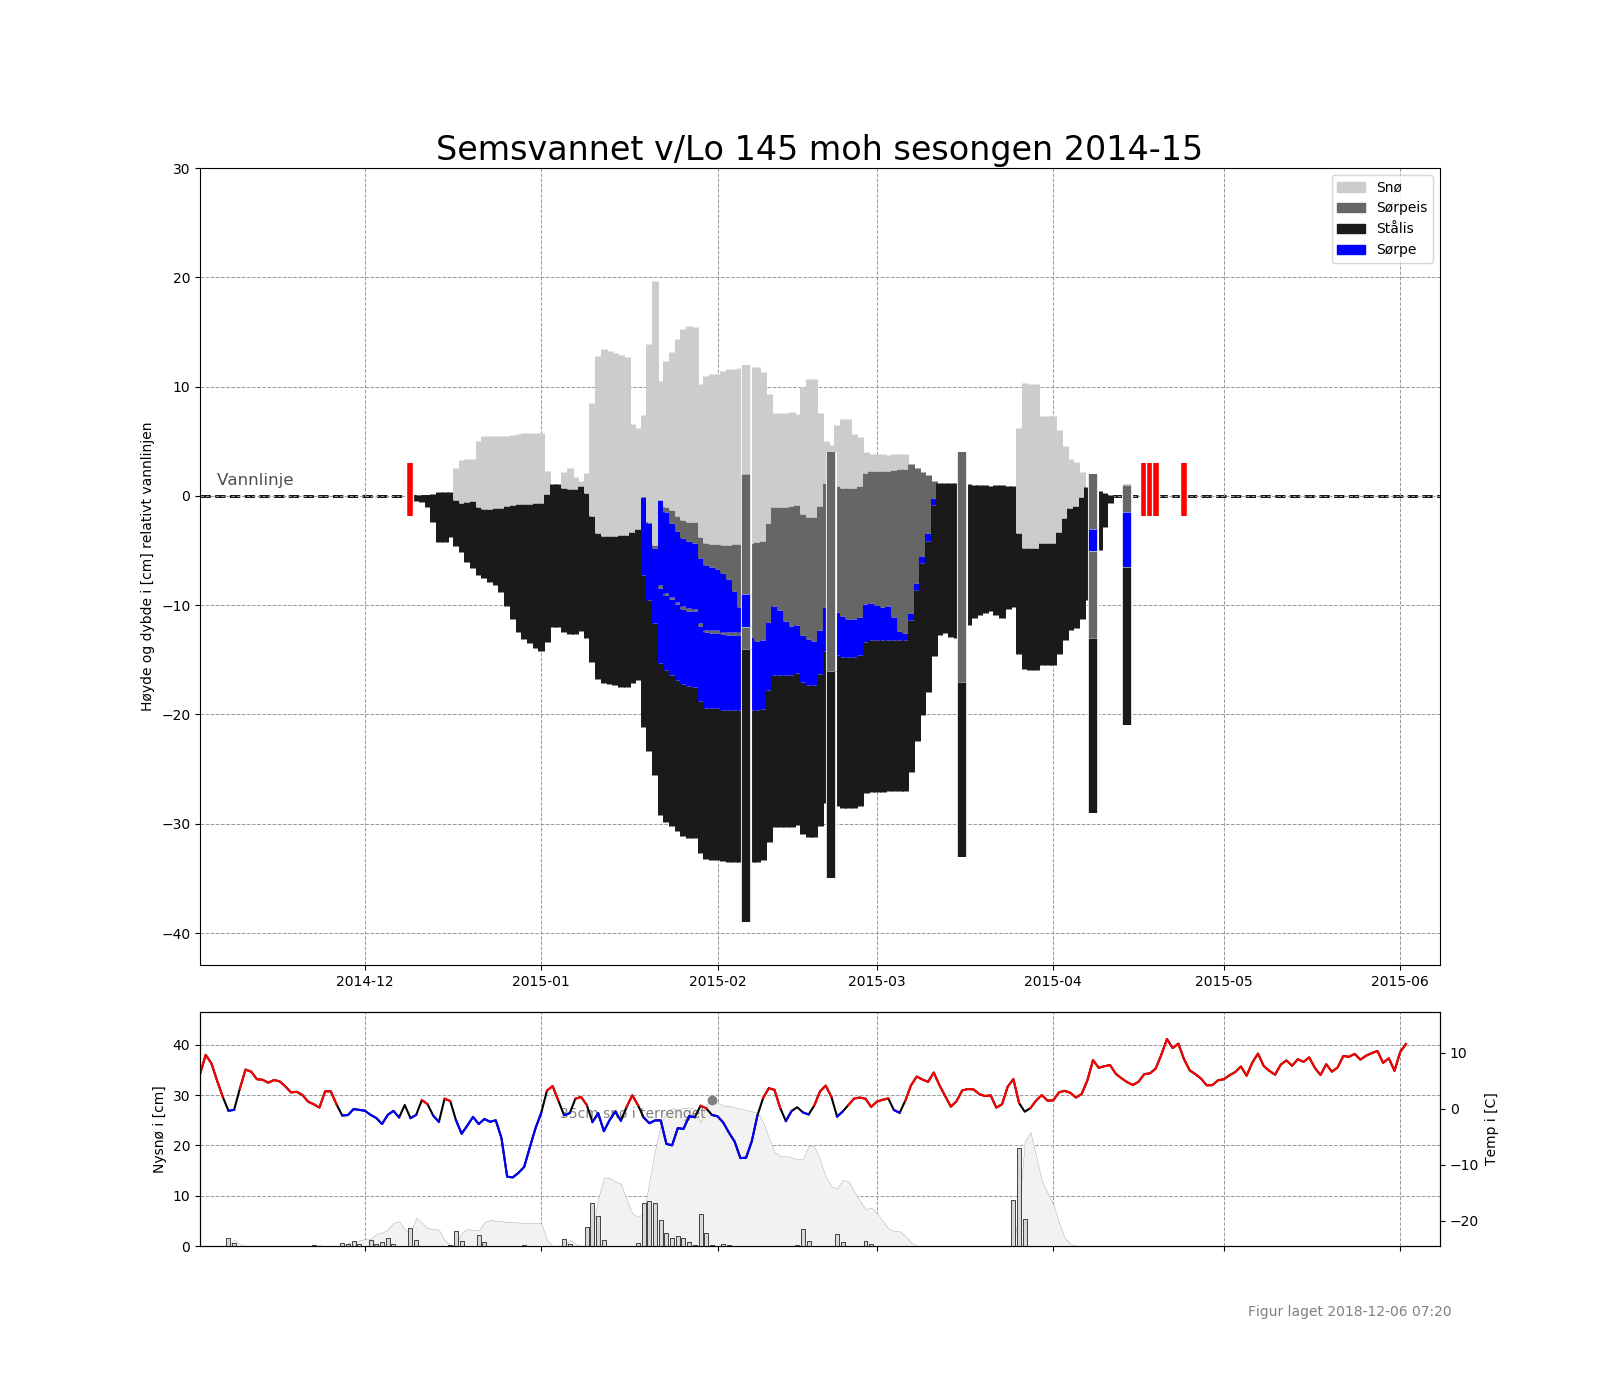 Semsvannet v/Lo 145 moh sesongen 2014-15
30
20
10
0
−10
−20
−30
−40
Høyde og dybde i [cm] relativt vannlinjen
Vannlinje
Snø
Sørpeis
Stålis
Sørpe
2014-12
2015-01
2015-02
2015-03
2015-04
2015-05
2015-06
40
30
20
10
0
Nysnø i [cm]
35cm snø i terrenget
10
0
−10
−20
Temp i [C]
Figur laget 2018-12-06 07:20